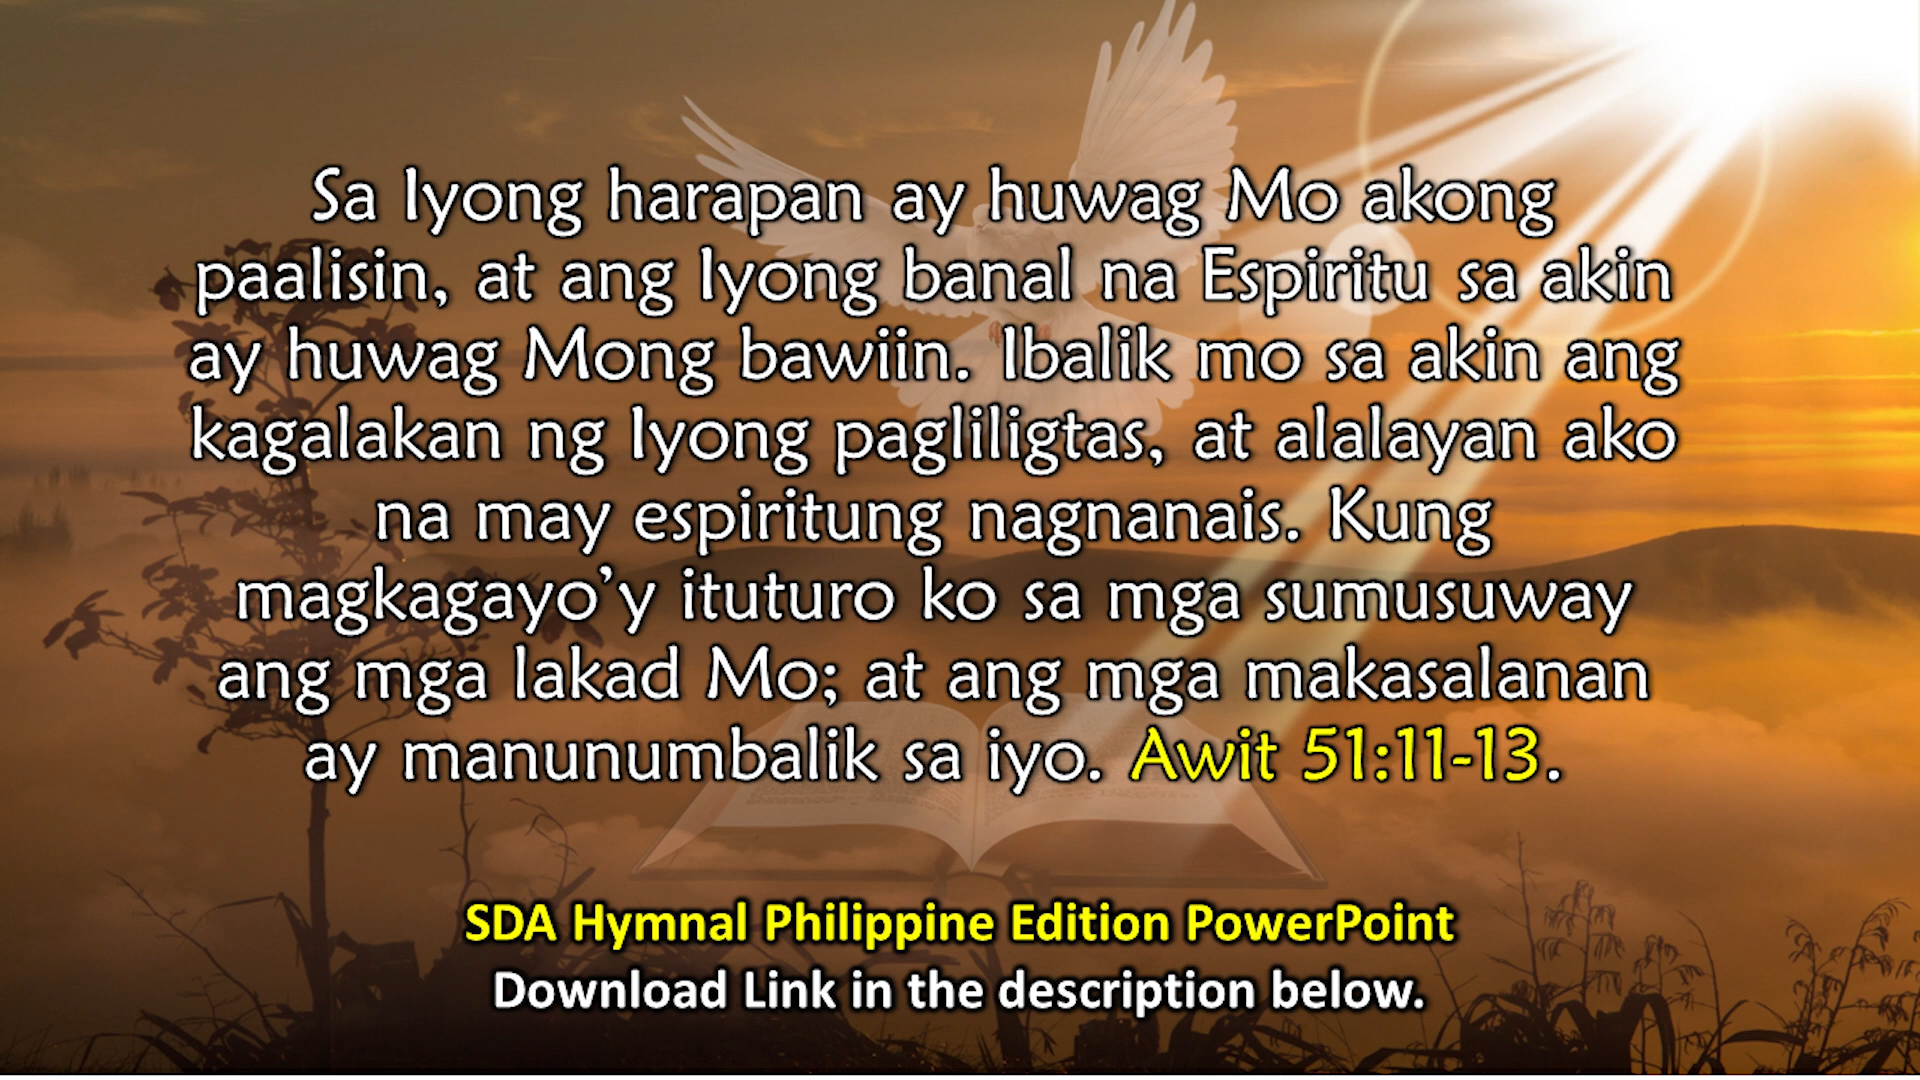 Sa Iyong harapan ay huwag Mo akong
paalisin, at ang Iyong banal na Espiritu sa akin
ay huwag Mong bawiin. Ibalik mo sa akin ang
kagalakan ng Iyong pagliligtas, at alalayan ako
na may espiritung nagnanais. Kung
magkagayo’y ituturo ko sa mga sumusuway
ang mga lakad Mo; at ang mga makasalanan
ay manunumbalik sa iyo. Awit 51:11-13.
SDA Hymnal Philippine Edition PowerPoint
Download Link in the description below.